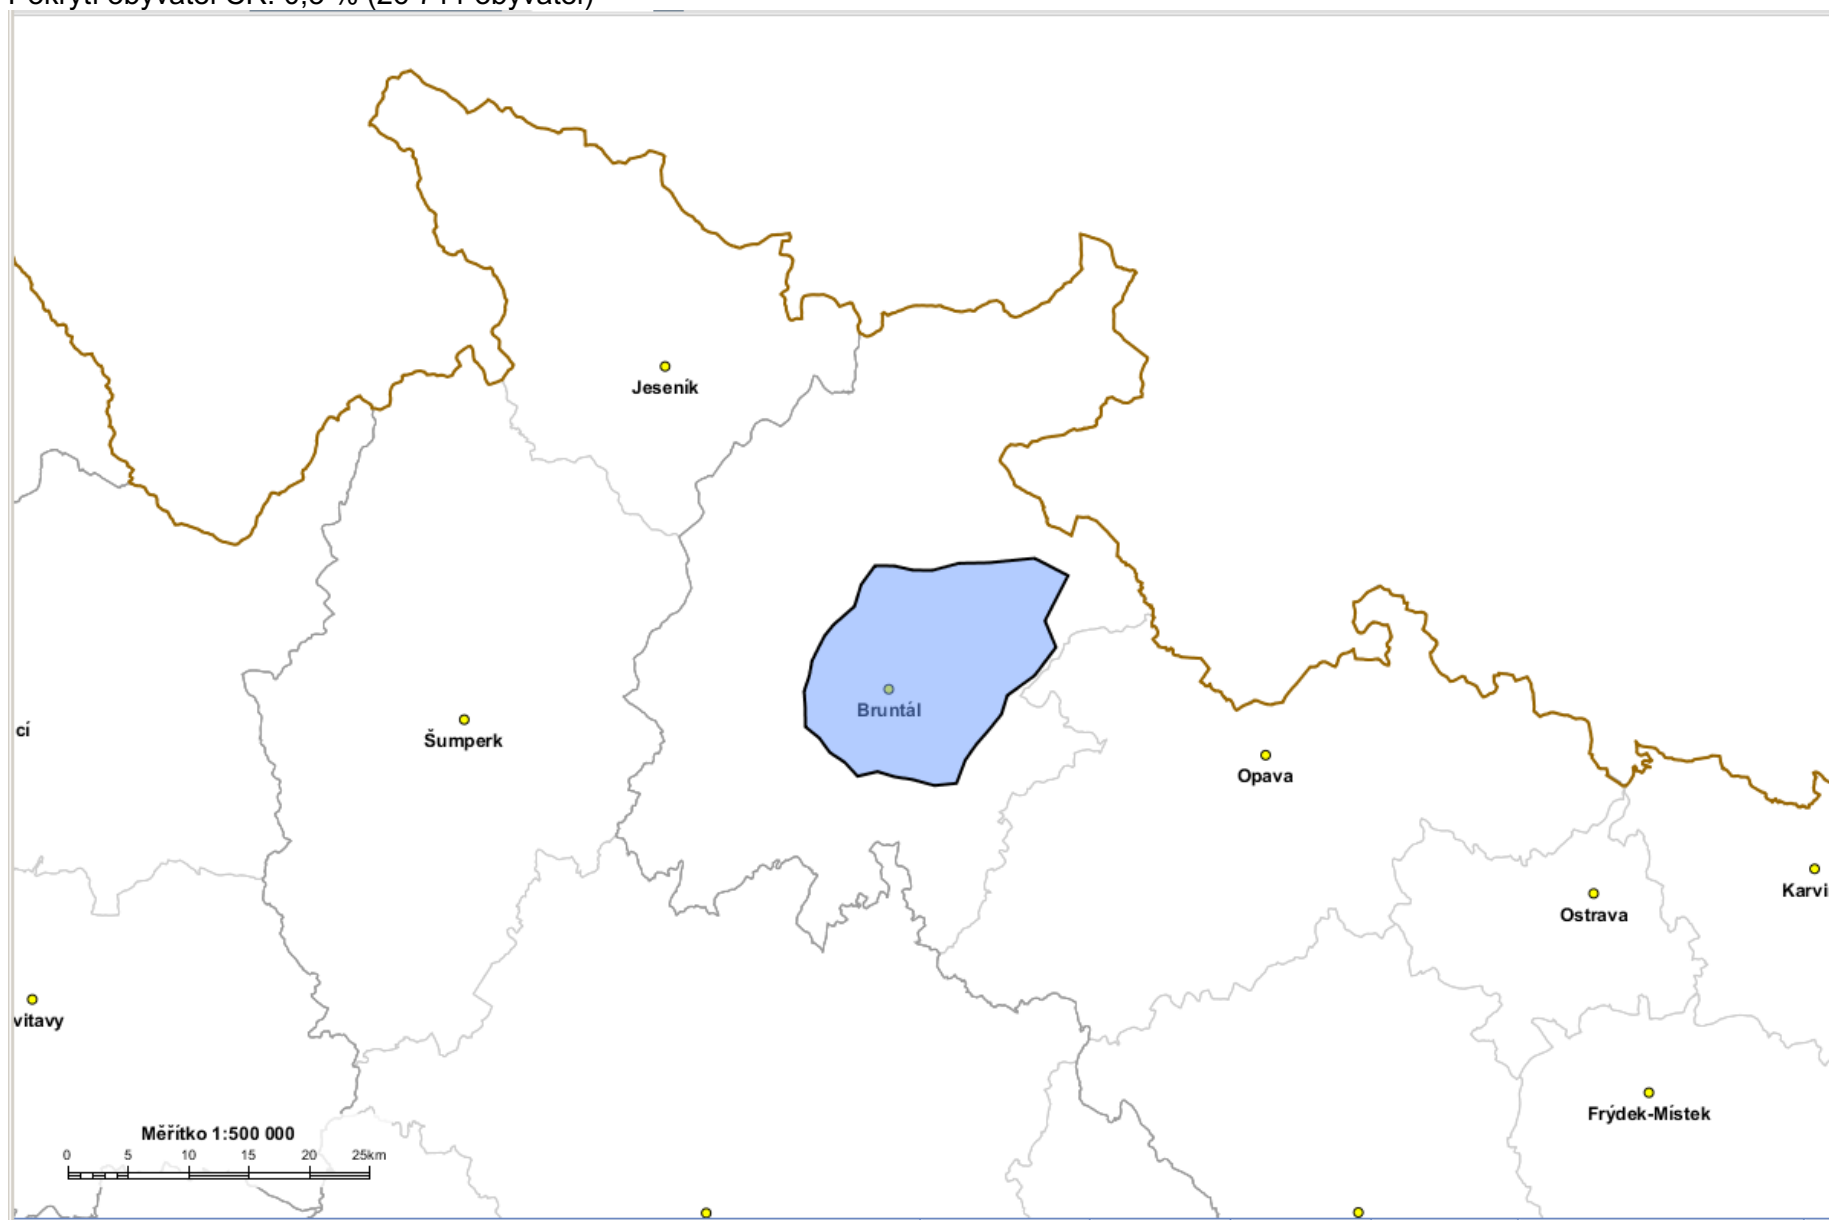 Jeseník
Bruntál
Šumperk
cí
Opava
Karvi
Ostrava
vitavy
Frýdek-Místek
Měřítko 1:500 000
0 5 10 15 20 25km